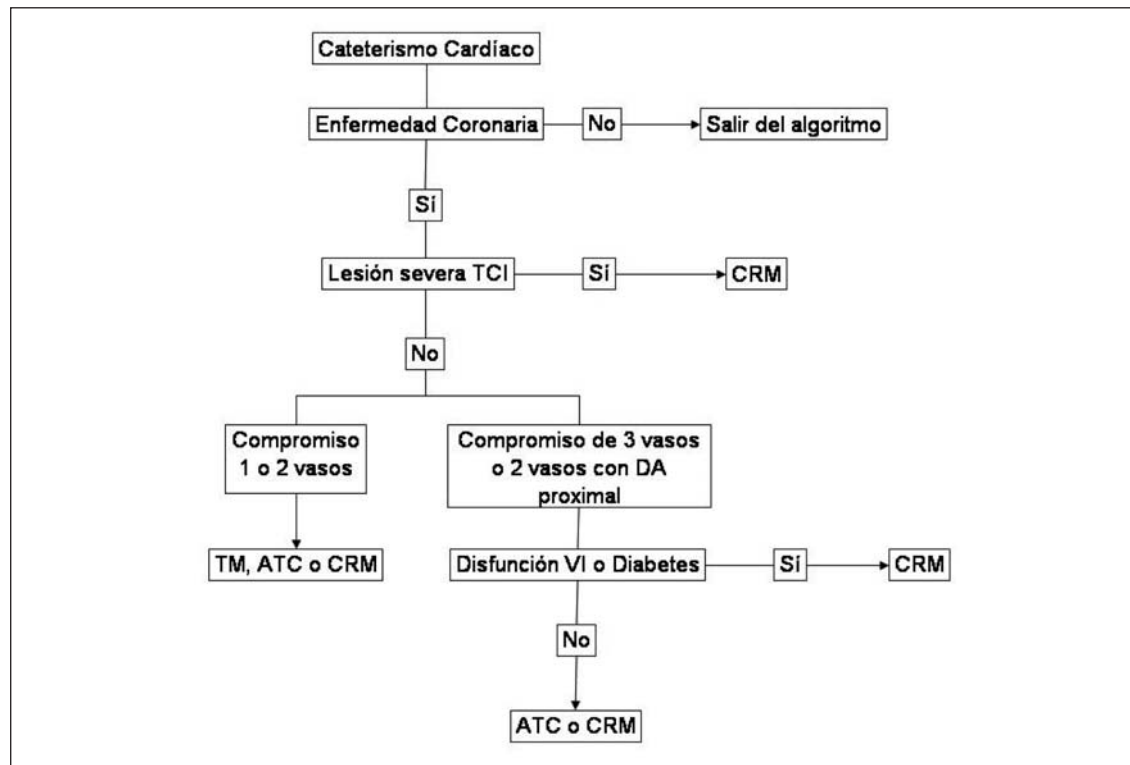 Cateterismo Cardíaco
Enfermedad Coronaria
No
Salir del algoritmo
Sí
Lesión severa TCI
Sí
CRM
No
Compromiso
1 o 2 vasos
Compromiso de 3 vasos
o 2 vasos con DA
proximal
TM, ATC o CRM
Disfunción VI o Diabetes
Sí
CRM
No
ATC o CRM